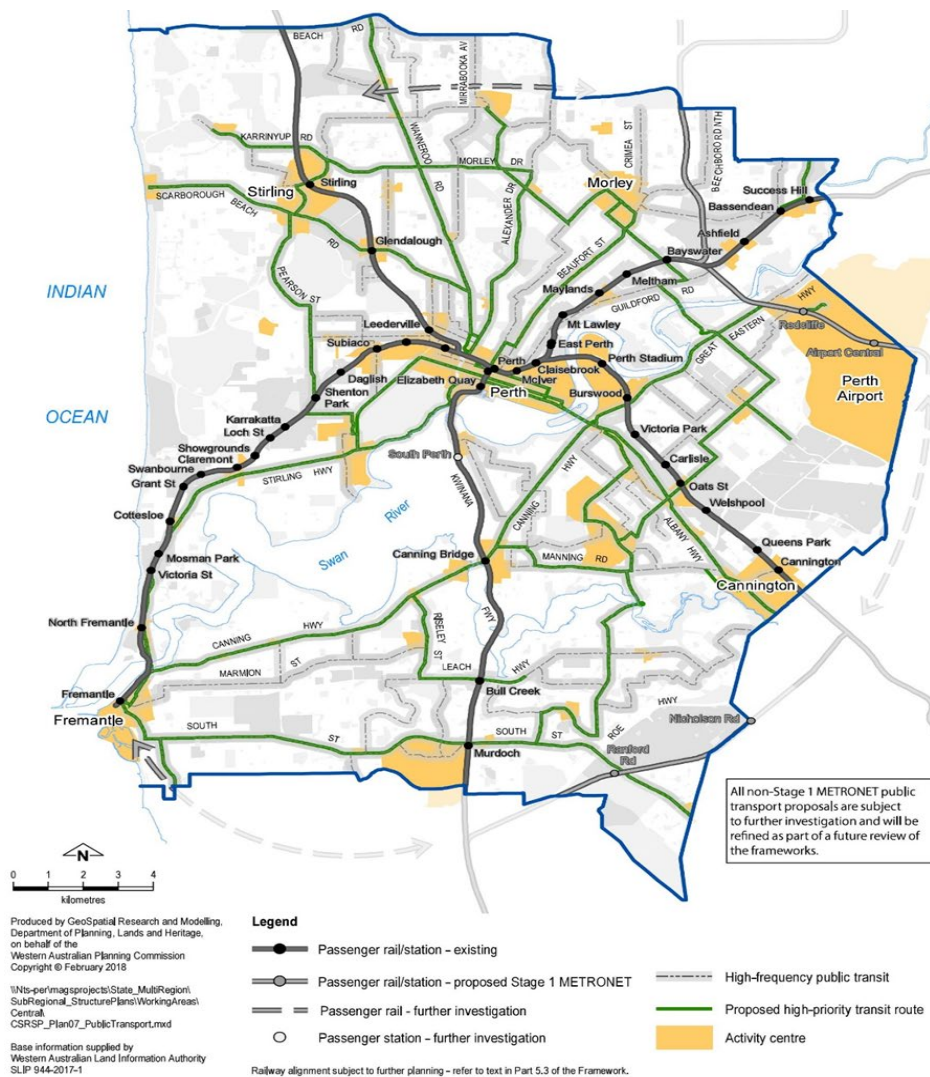 BEACH
RD
MIRRABOOKA AV
WANNEROO
RD
KARRINYUP RD
MORLEY DR
CRIMEA ST
BEECHBORO RD NTH
Stirling
Stirling
Morley
Success Hill
Bassendean
SCARBOROUGH
BEACH
RD
ALEXANDER DR
Ashfield
Glendalough
BEAUFORT ST
Bayswater
INDIAN
OCEAN
PEARSON ST
Maylands
Meltham
GUILDFORD RD
GREAT EASTERN HWY
Redcliffe
Airport Central
Leederville
Mt Lawley
Subiaco
East Perth
Perth
Claisebrook
Perth Stadium
Daglish
Elizabeth Quay
McIver
Perth
Burswood
Perth
Airport
Shenton
Park
Karrakatta
Loch St
Victoria Park
Showgrounds
Claremont
South Perth
Carlisle
Swanbourne
Grant St
STIRLING HWY
KWINANA
FWY
CANNING HWY
Oats St
Welshpool
Cottesloe
Swan River
ALBANY HWY
Queens Park
Mosman Park
Canning Bridge
MANNING
RD
Cannington
Victoria St
Cannington
North Fremantle
CANNING HWY
RISELEY ST
MARMION ST
LEACH HWY
Fremantle
Bull Creek
Fremantle
SOUTH ST
Murdoch
SOUTH ST
ROE HWY
Nicholson Rd
Ranford
Rd
All non-Stage 1 METRONET public
transport proposals are subject
to further investigation and will be
refined as part of a future review of
the frameworks.
N
0 1 2 3 4
kilometres
Produced by GeoSpatial Research and Modelling,
Department of Planning, Lands and Heritage,
on behalf of the
Western Australian Planning Commission
Copyright © February 2018
\\Nts-per\magsprojects\State_MultiRegion\
SubRegional_StructurePlans\WorkingAreas\
Central\
CSRSP_Plan07_PublicTransport.mxd
Base information supplied by
Western Australian Land Information Authority
SLIP 944-2017-1
Legend
Passenger rail/station – existing
Passenger rail/station – proposed Stage 1 METRONET
Passenger rail - further investigation
Passenger station – further investigation
High-frequency public transit
Proposed high-priority transit route
Activity centre
Railway alignment subject to further planning – refer to text in Part 5.3 of the Framework.